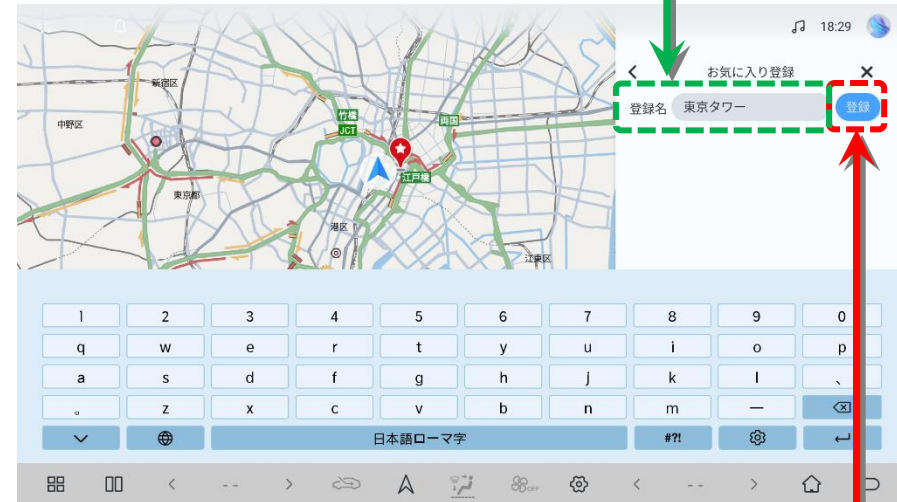 18:29
お気に入り登録
登録名 東京タワー 登録
新宿区
中野区
竹橋
JCT
両国
江戸橋
東京都
港区
江東区
1 2 3 4 5 6 7 8 9 0
q w e r t y u i o p
a s d f g h j k l 、
。 z x c v b n m ー
日本語ローマ字 #?!
-- OFF --